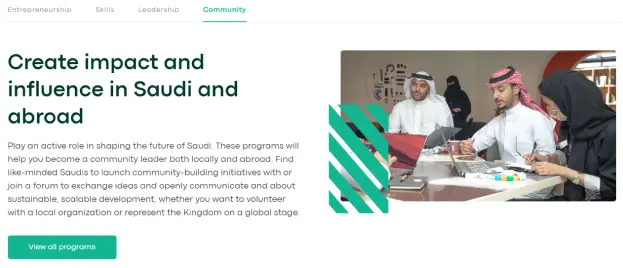 Entrepreneurship
Skills
Leadership
Community
Create impact and
influence in Saudi and
abroad
Play an active role in shaping the future of Saudi. These programs will
help you become a community leader both locally and abroad. Find
like-minded Saudis to launch community-building initiatives with or
join a forum to exchange ideas and openly communicate and about
sustainable, scalable development, whether you want to volunteer
with a local organization or represent the Kingdom on a global stage.
View all programs